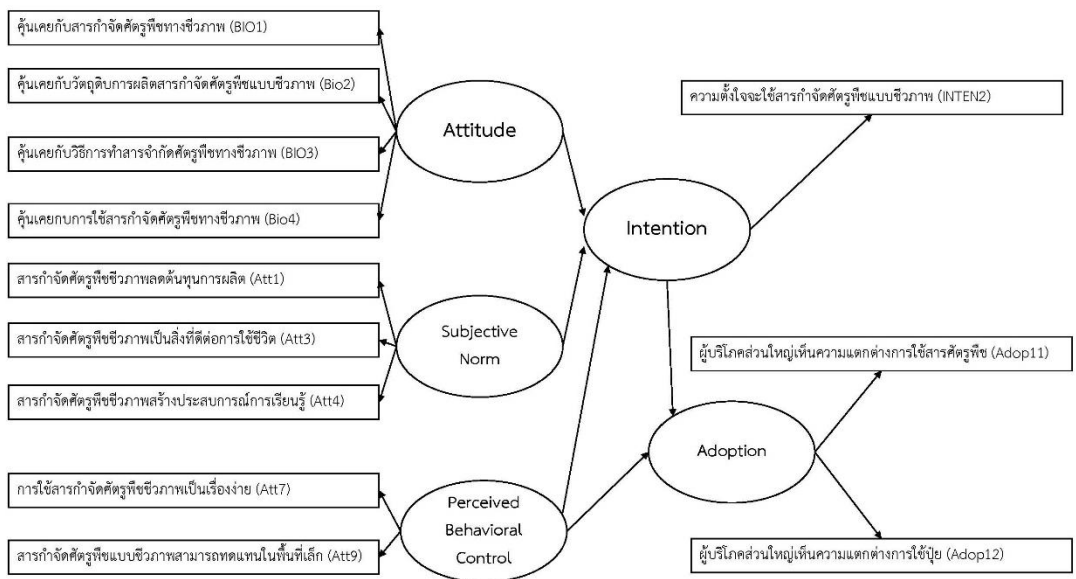 คุ้นเคยกับสารกำจัดศัตรูพืชทางชีวภาพ (BIO1)
คุ้นเคยกับวัตถุดิบการผลิตสารกำจัดศัตรูพืชแบบชีวภาพ (Bio2)
คุ้นเคยกับวิธีการทำสารจำกัดศัตรูพืชทางชีวภาพ (BIO3)
คุ้นเคยกบการใช้สารกำจัดศัตรูพืชทางชีวภาพ (Bio4)
สารกำจัดศัตรูพืชชีวภาพลดต้นทุนการผลิต (Att1)
สารกำจัดศัตรูพืชชีวภาพเป็นสิ่งที่ดีต่อการใช้ชีวิต (Att3)
สารกำจัดศัตรูพืชชีวภาพสร้างประสบการณ์การเรียนรู้ (Att4)
การใช้สารกำจัดศัตรูพืชชีวภาพเป็นเรื่องง่าย (Att7)
สารกำจัดศัตรูพืชแบบชีวภาพสามารถทดแทนในพื้นที่เล็ก (Att9)
Attitude
Subjective
Norm
Perceived
Behavioral
Control
Intention
Adoption
ความตั้งใจจะใช้สารกำจัดศัตรูพืชแบบชีวภาพ (INTEN2)
ผู้บริโภคส่วนใหญ่เห็นความแตกต่างการใช้สารศัตรูพืช (Adop11)
ผู้บริโภคส่วนใหญ่เห็นความแตกต่างการใช้ปุ๋ย (Adop12)